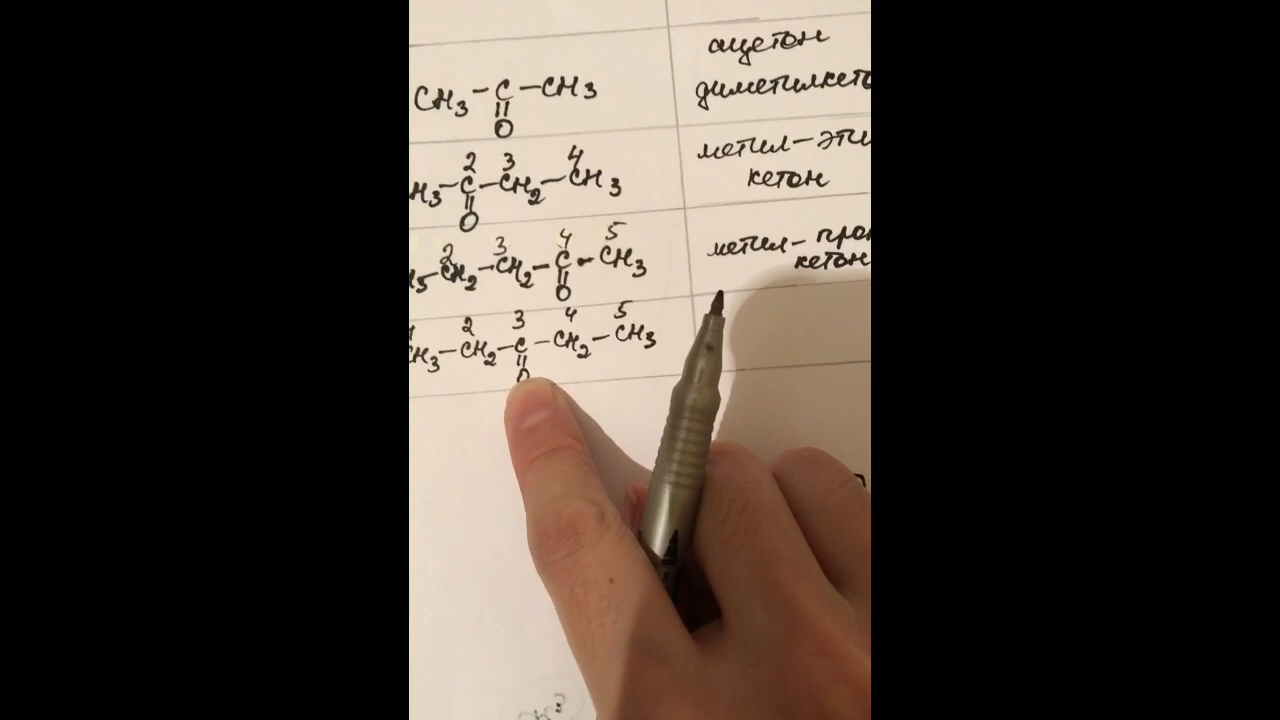 CH3 – C – CH3
||
O
ацетон
диметилкето
2 3 4
H3 – C – CH2 – CH3
||
O
метил – эти
кетон
2 3 4 5
CH2 – CH2 – C – CH3
||
O
метил – проп
кетон
2 3 4 5
CH3 – CH2 – C – CH2 – CH3
||
O